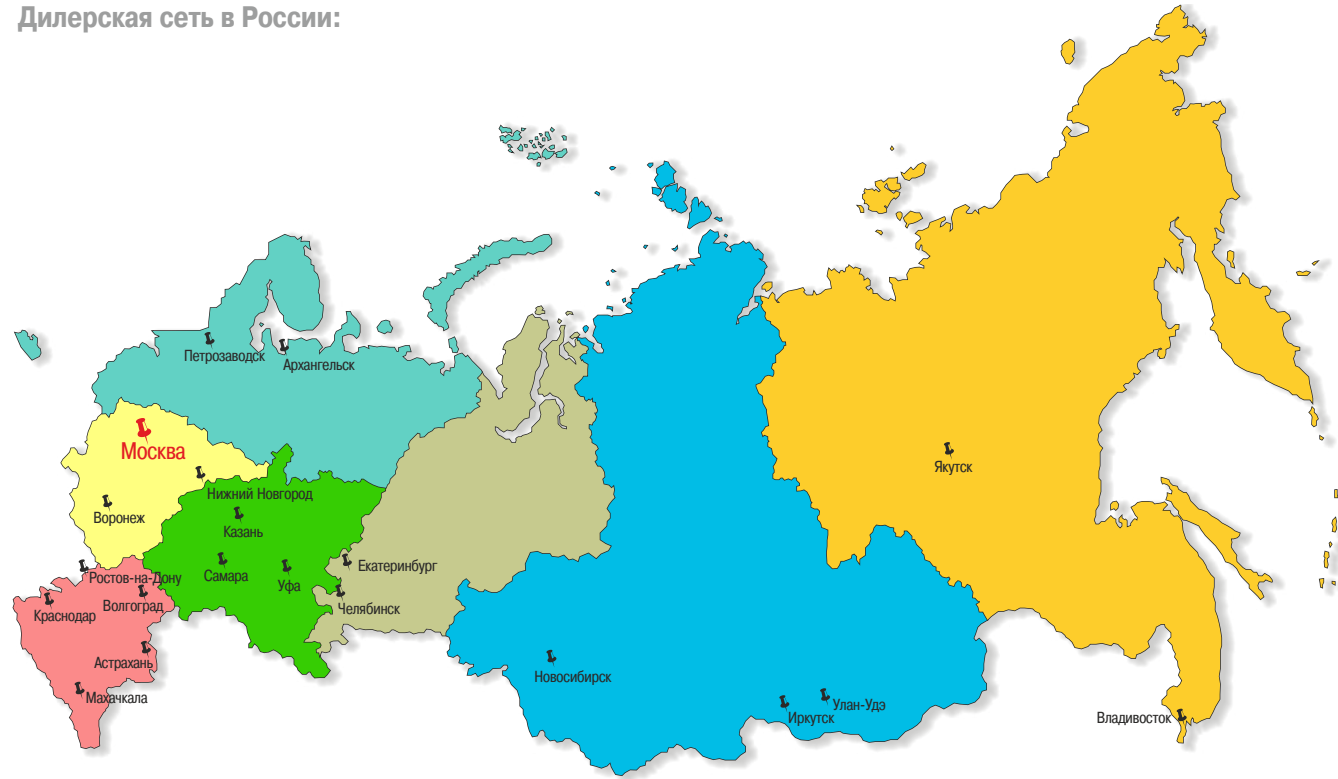 Дилерская сеть в России:
Петрозаводск
Архангельск
Москва
Якутск
Нижний Новгород
Воронеж
Казань
Екатеринбург
Самара
Уфа
Ростов-на-Дону
Волгоград
Челябинск
Краснодар
Астрахань
Новосибирск
Махачкала
Улан-Удэ
Иркутск
Владивосток